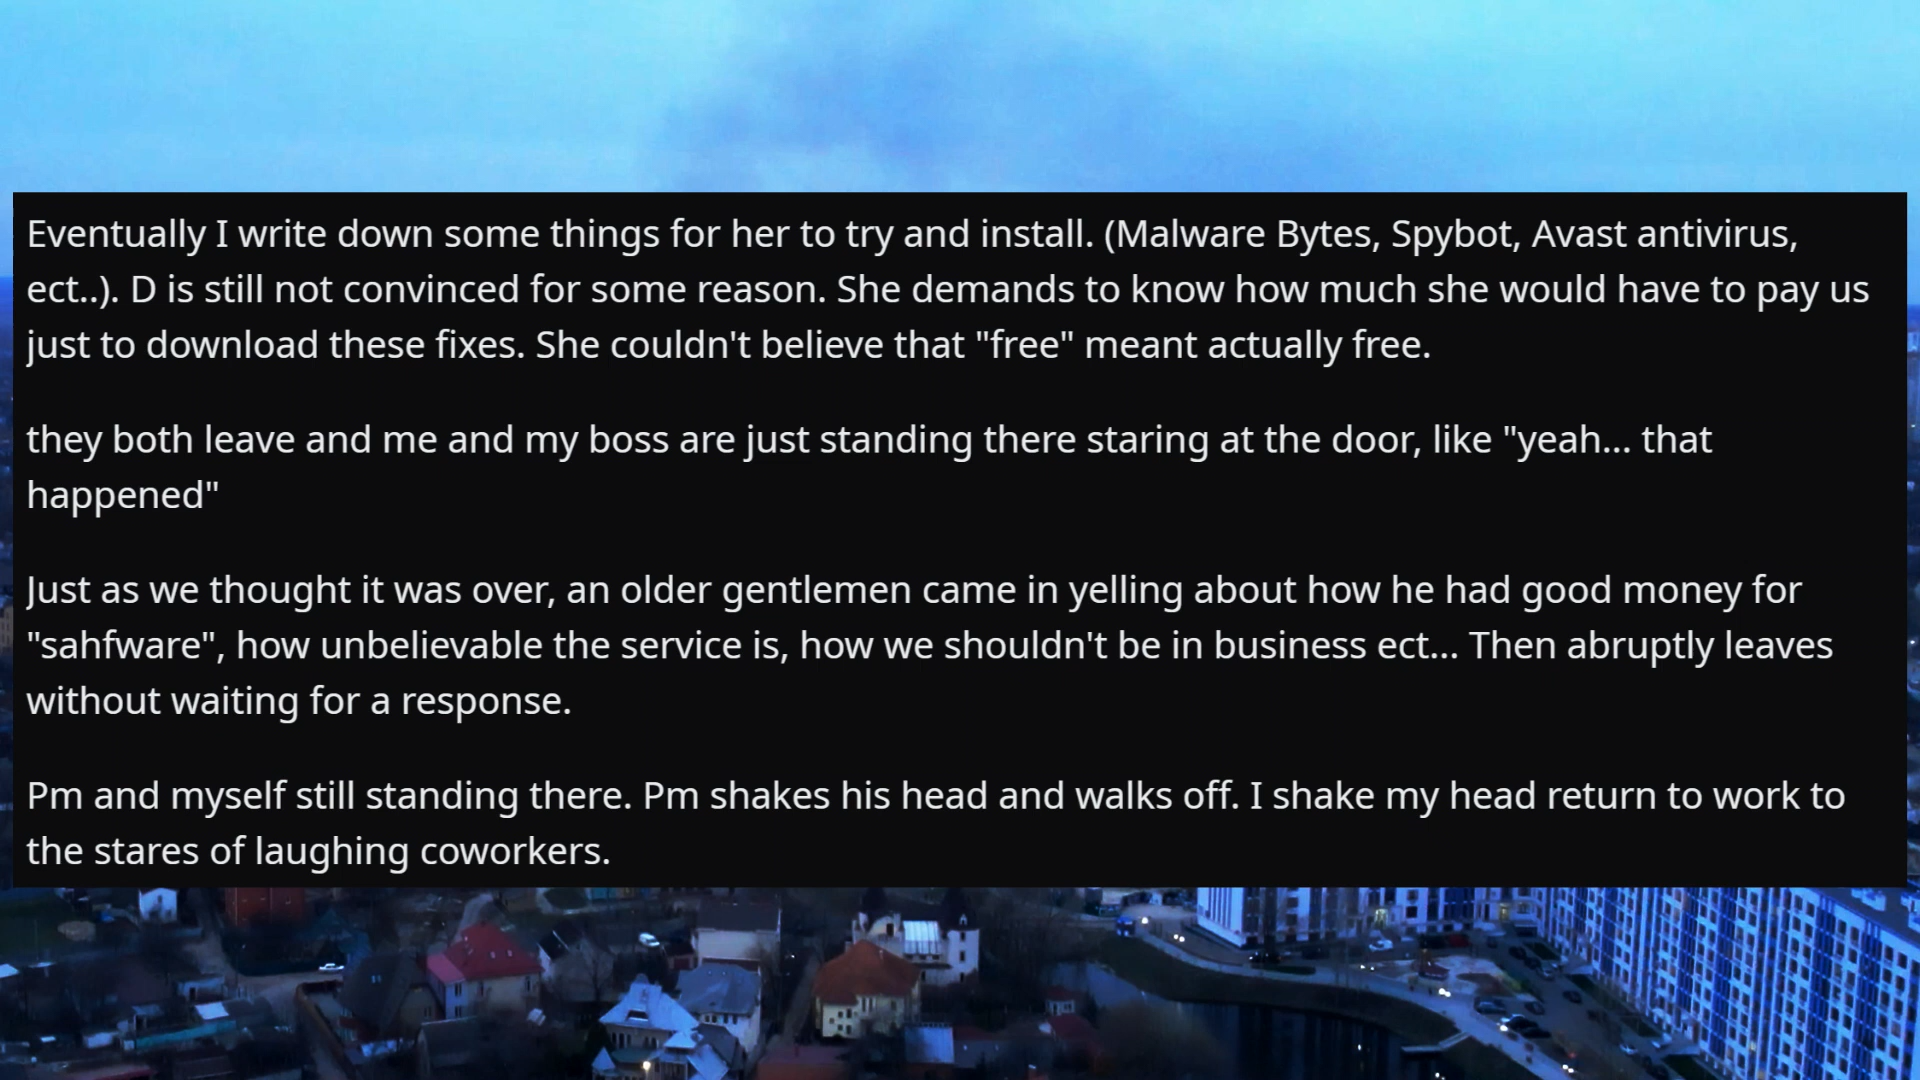 Eventually I write down some things for her to try and install. (Malware Bytes, Spybot, Avast antivirus,
ect..). D is still not convinced for some reason. She demands to know how much she would have to pay us
just to download these fixes. She couldn't believe that "free" meant actually free.
they both leave and me and my boss are just standing there staring at the door, like "yeah... that
happened"
Just as we thought it was over, an older gentlemen came in yelling about how he had good money for
"sahfware", how unbelievable the service is, how we shouldn't be in business ect... Then abruptly leaves
without waiting for a response.
Pm and myself still standing there. Pm shakes his head and walks off. I shake my head return to work to
the stares of laughing coworkers.